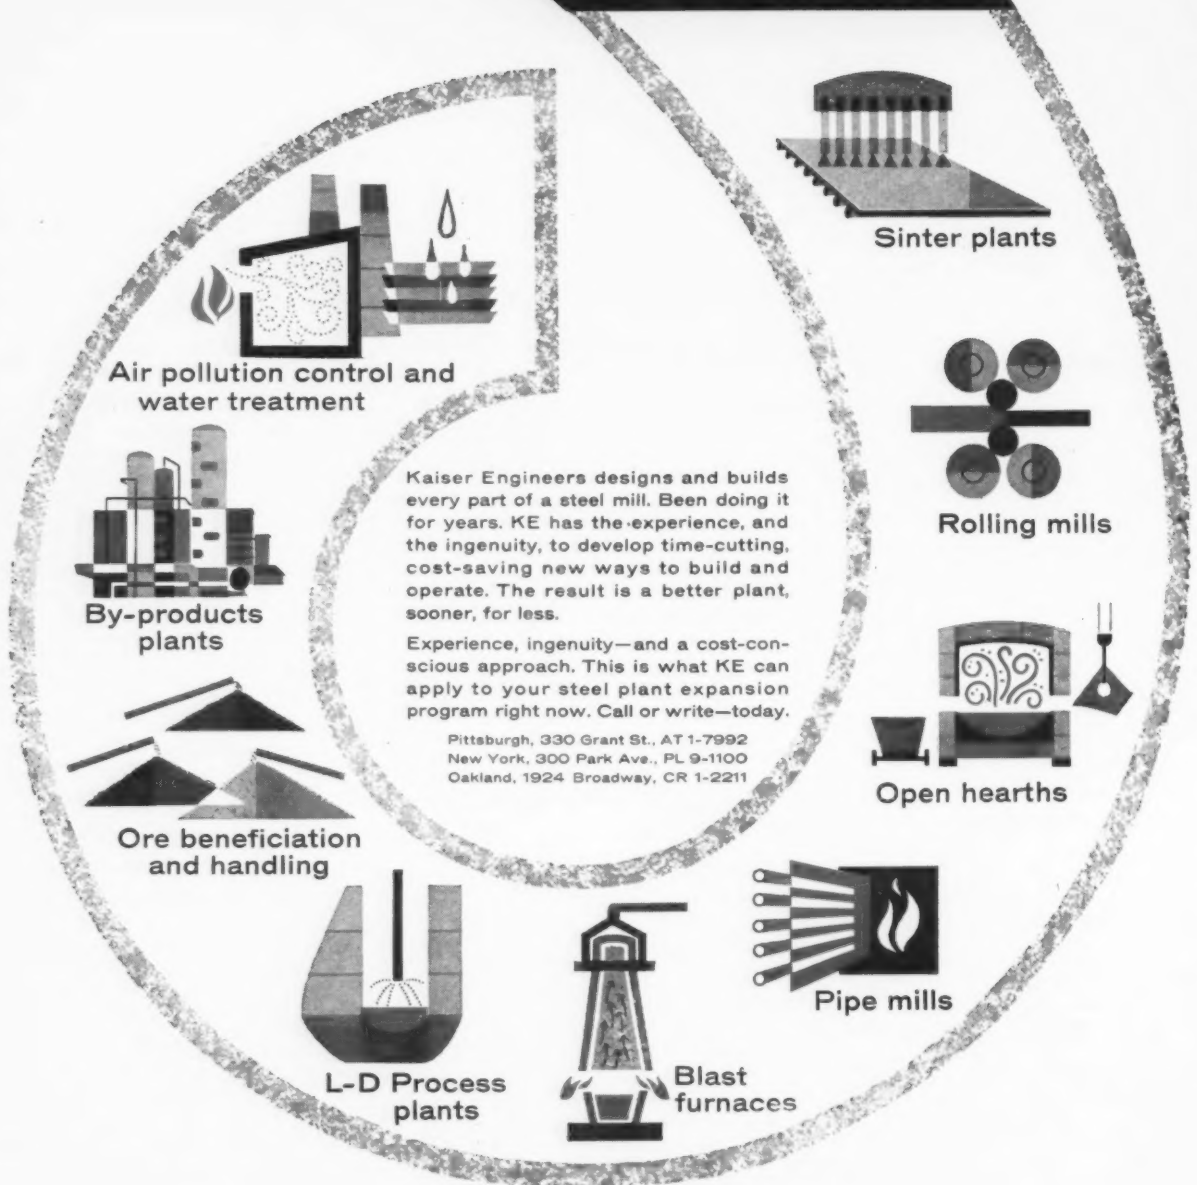 Sinter plants
Rolling mills
Open hearths
Pipe mills
Blast
furnaces
L-D Process
plants
Ore beneficiation
and handling
By-products
plants
Air pollution control and
water treatment
Kaiser Engineers designs and builds
every part of a steel mill. Been doing it
for years. KE has the experience, and
the ingenuity, to develop time-cutting,
cost-saving new ways to build and
operate. The result is a better plant,
sooner, for less.
Experience, ingenuity—and a cost-con-
scious approach. This is what KE can
apply to your steel plant expansion
program right now. Call or write—today.
Pittsburgh, 330 Grant St., AT 1-7992
New York, 300 Park Ave., PL 9-1100
Oakland, 1924 Broadway, CR 1-2211